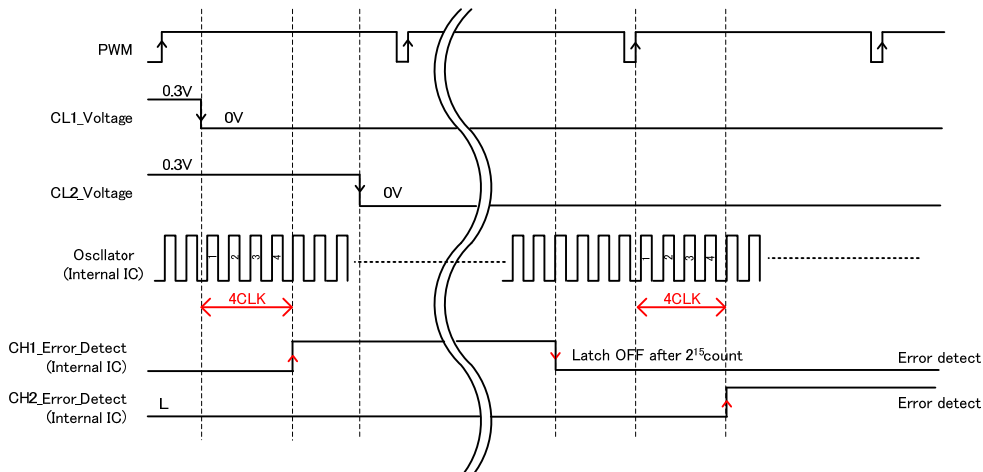 PWM
0.3V
CL1_Voltage
0V
0.3V
CL2_Voltage
0V
Oscllator
(Internal IC)
1 2 3 4
1 2 3 4
4CLK
4CLK
CH1_Error_Detect
(Internal IC)
Latch OFF after 2¹⁵count
Error detect
CH2_Error_Detect
(Internal IC)
L
Error detect